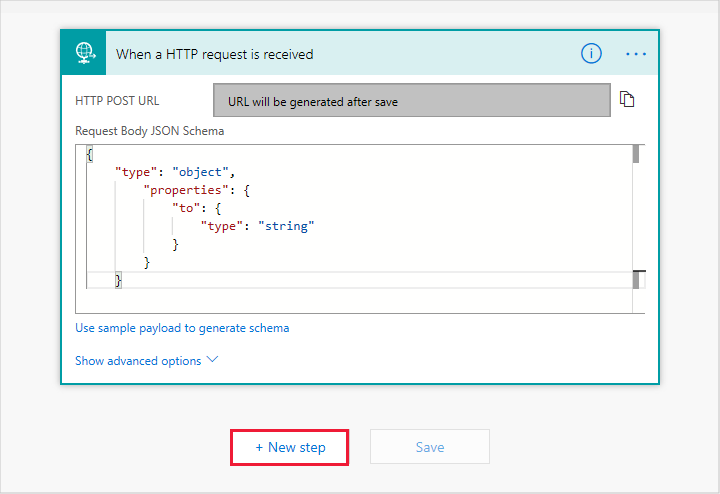 When a HTTP request is received
HTTP POST URL
URL will be generated after save
Request Body JSON Schema
{
    "type": "object",
        "properties": {
            "to": {
                "type": "string"
            }
        }
    }
Use sample payload to generate schema
Show advanced options
+ New step
Save